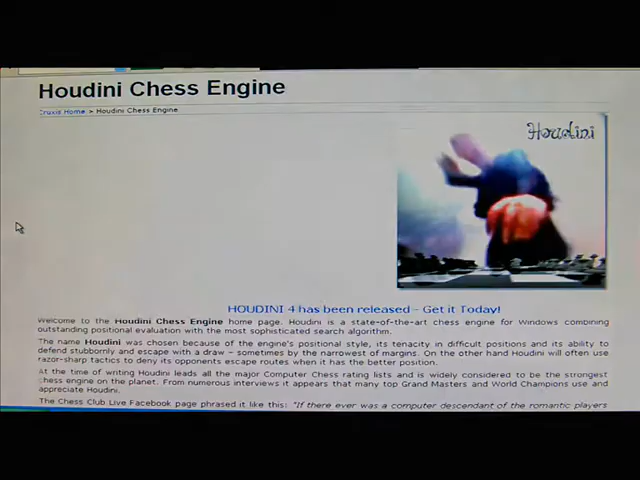 Houdini Chess Engine
Cruxis Home > Houdini Chess Engine
Houdini
HOUDINI 4 has been released - Get it Today!
Welcome to the Houdini Chess Engine home page. Houdini is a state-of-the-art chess engine for Windows combining
outstanding positional evaluation with the most sophisticated search algorithm.
The name Houdini was chosen because of the engine's positional style, its tenacity in difficult positions and its ability to
defend stubbornly and escape with a draw – sometimes by the narrowest of margins. On the other hand Houdini will often use
razor-sharp tactics to deny its opponents escape routes when it has the better position.
At the time of writing Houdini leads all the major Computer Chess rating lists and is widely considered to be the strongest
chess engine on the planet. From numerous interviews it appears that many top Grand Masters and World Champions use and
appreciate Houdini.
The Chess Club Live Facebook page phrased it like this: "If there ever was a computer descendant of the romantic players